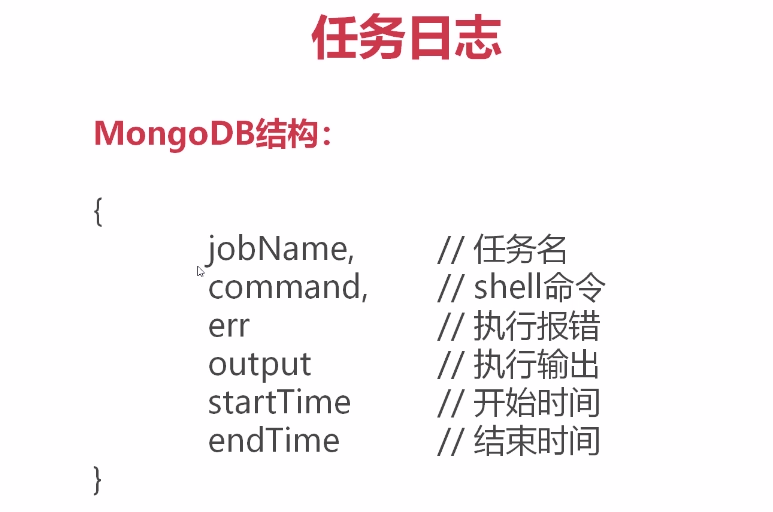 任务日志
MongoDB结构：
{
jobName, // 任务名
command, // shell命令
err // 执行报错
output // 执行输出
startTime // 开始时间
endTime // 结束时间
}